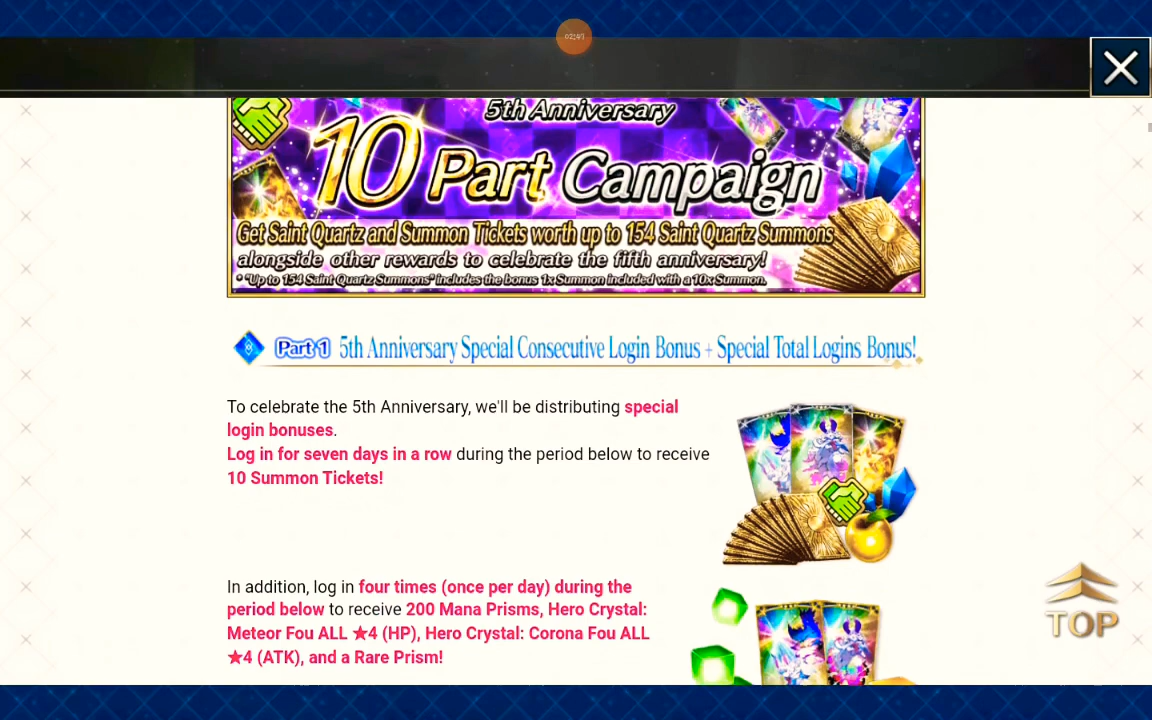 02:47
5th Anniversary
10 Part Campaign
Get Saint Quartz and Summon Tickets worth up to 154 Saint Quartz Summons
alongside other rewards to celebrate the fifth anniversary!
* "Up to 154 Saint Quartz Summons" includes the bonus 1x Summon included with a 10x Summon.
Part 1 5th Anniversary Special Consecutive Login Bonus + Special Total Logins Bonus!
To celebrate the 5th Anniversary, we'll be distributing special
login bonuses.
Log in for seven days in a row during the period below to receive
10 Summon Tickets!
In addition, log in four times (once per day) during the
period below to receive 200 Mana Prisms, Hero Crystal:
Meteor Fou ALL ★4 (HP), Hero Crystal: Corona Fou ALL
★4 (ATK), and a Rare Prism!
TOP